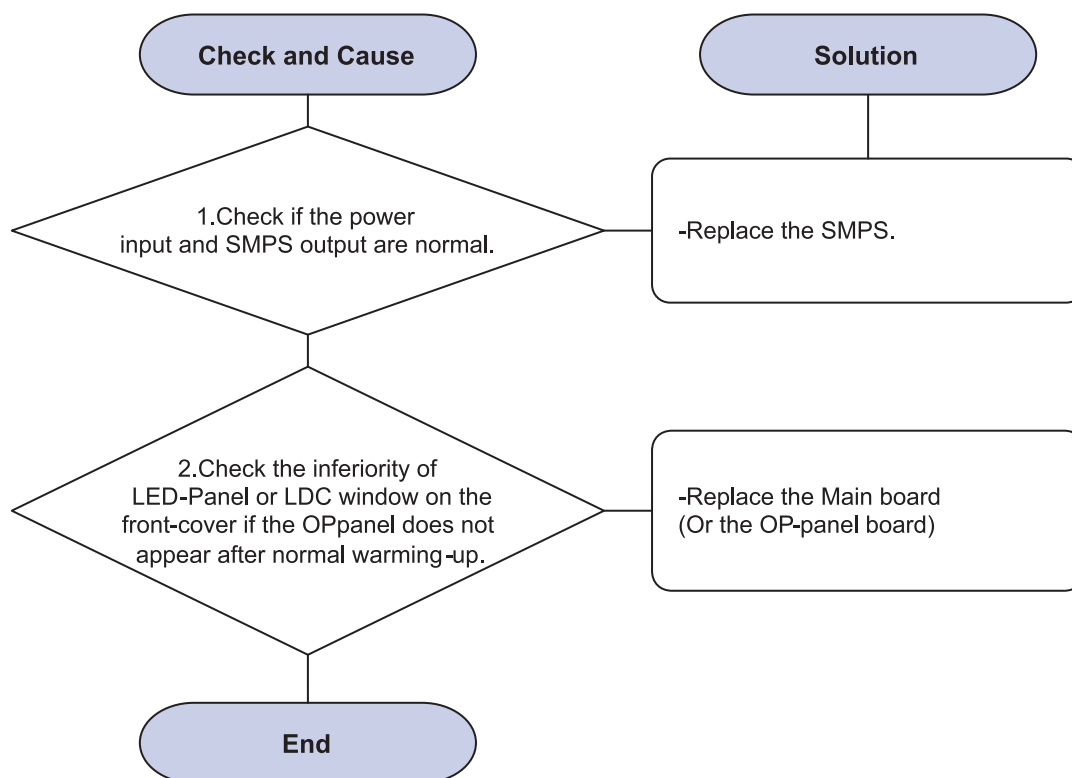 Check and Cause
Solution
1.Check if the power
input and SMPS output are normal.
-Replace the SMPS.
2.Check the inferiority of
LED-Panel or LDC window on the
front-cover if the OPpanel does not
appear after normal warming-up.
-Replace the Main board
(Or the OP-panel board)
End